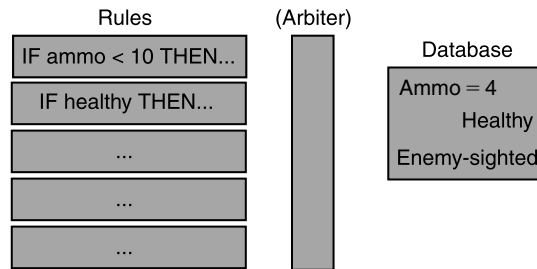 Rules
(Arbiter)
IF ammo < 10 THEN...
IF healthy THEN...
...
...
...
Database
Ammo = 4
Healthy
Enemy-sighted